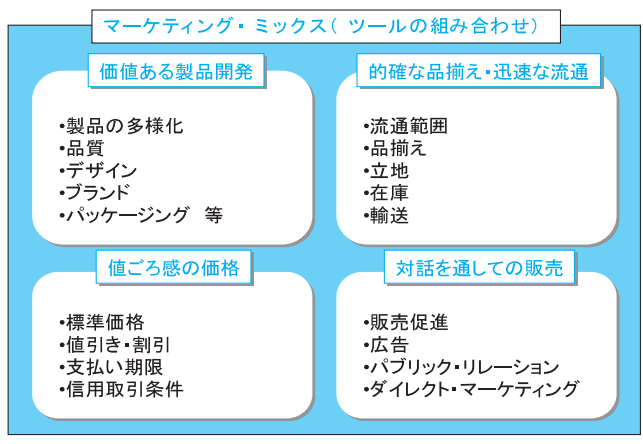 マーケティング・ミックス( ツールの組み合わせ)
価値ある製品開発
・製品の多様化
・品質
・デザイン
・ブランド
・パッケージング 等
的確な品揃え・迅速な流通
・流通範囲
・品揃え
・立地
・在庫
・輸送
値ごろ感の価格
・標準価格
・値引き・割引
・支払い期限
・信用取引条件
対話を通しての販売
・販売促進
・広告
・パブリック・リレーション
・ダイレクト・マーケティング